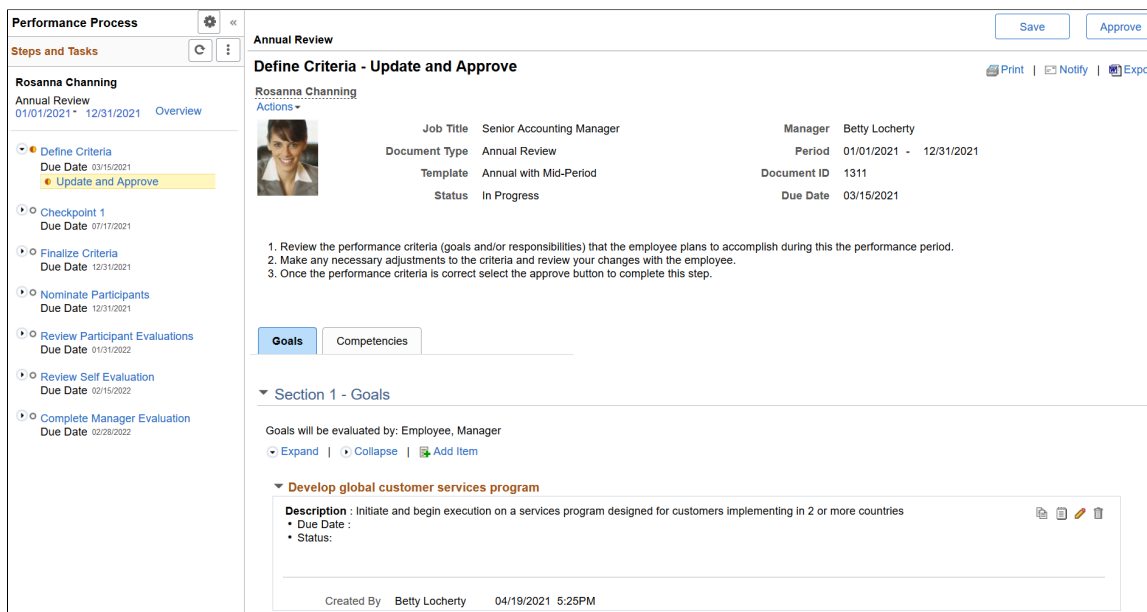 Performance Process
«
Steps and Tasks
Rosanna Channing
Annual Review
01/01/2021 - 12/31/2021 Overview
Define Criteria
Due Date 03/15/2021
Update and Approve
Checkpoint 1
Due Date 07/17/2021
Finalize Criteria
Due Date 12/31/2021
Nominate Participants
Due Date 12/31/2021
Review Participant Evaluations
Due Date 01/31/2022
Review Self Evaluation
Due Date 02/15/2022
Complete Manager Evaluation
Due Date 02/28/2022
Save Approve
Annual Review
Define Criteria - Update and Approve
Print | Notify | Expo
Rosanna Channing
Actions
Job Title Senior Accounting Manager Manager Betty Locherty
Document Type Annual Review Period 01/01/2021 - 12/31/2021
Template Annual with Mid-Period Document ID 1311
Status In Progress Due Date 03/15/2021
1. Review the performance criteria (goals and/or responsibilities) that the employee plans to accomplish during this the performance period.
2. Make any necessary adjustments to the criteria and review your changes with the employee.
3. Once the performance criteria is correct select the approve button to complete this step.
Goals Competencies
Section 1 - Goals
Goals will be evaluated by: Employee, Manager
Expand | Collapse | Add Item
Develop global customer services program
Description : Initiate and begin execution on a services program designed for customers implementing in 2 or more countries
• Due Date :
• Status:
Created By Betty Locherty 04/19/2021 5:25PM